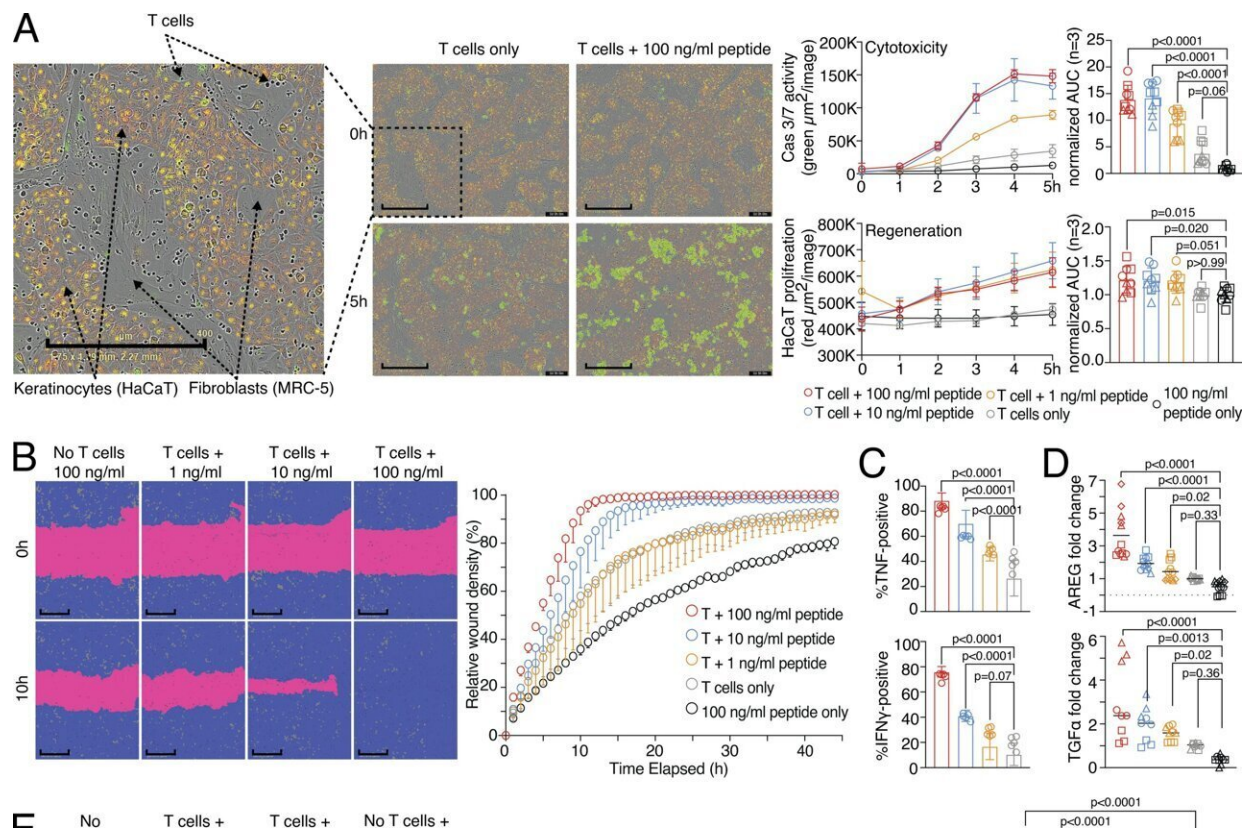 A
T cells
T cells only
T cells + 100 ng/ml peptide
0h
5h
µm
400
Keratinocytes (HaCaT)
Fibroblasts (MRC-5)
Cas 3/7 activity
(green µm²/image)
200K
150K
100K
50K
0
Cytotoxicity
0 1 2 3 4 5h
normalized AUC (n=3)
25
20
15
10
5
0
p<0.0001
p<0.0001
p<0.0001
p=0.06
HaCaT prolifreation
(red µm²/image)
800K
700K
600K
500K
400K
300K
Regeneration
0 1 2 3 4 5h
normalized AUC (n=3)
2.0
1.5
1.0
0.5
0.0
p=0.015
p=0.020
p=0.051
p>0.99
T cell + 100 ng/ml peptide
T cell + 10 ng/ml peptide
T cell + 1 ng/ml peptide
T cells only
100 ng/ml
peptide only
B
No T cells
100 ng/ml
T cells +
1 ng/ml
T cells +
10 ng/ml
T cells +
100 ng/ml
0h
10h
Relative wound density (%)
100
80
60
40
20
0
0 10 20 30 40
Time Elapsed (h)
T + 100 ng/ml peptide
T + 10 ng/ml peptide
T + 1 ng/ml peptide
T cells only
100 ng/ml peptide only
C
%TNF-positive
100
80
60
40
20
0
p<0.0001
p<0.0001
p<0.0001
%IFNγ-positive
100
80
60
40
20
0
p<0.0001
p<0.0001
p=0.07
D
AREG fold change
7
5
3
1
-1
p<0.0001
p<0.0001
p=0.02
p=0.33
TGFα fold change
6
4
2
0
p<0.0001
p=0.0013
p=0.02
p=0.36
No
T cells +
T cells +
No T cells +
p<0.0001
p<0.0001